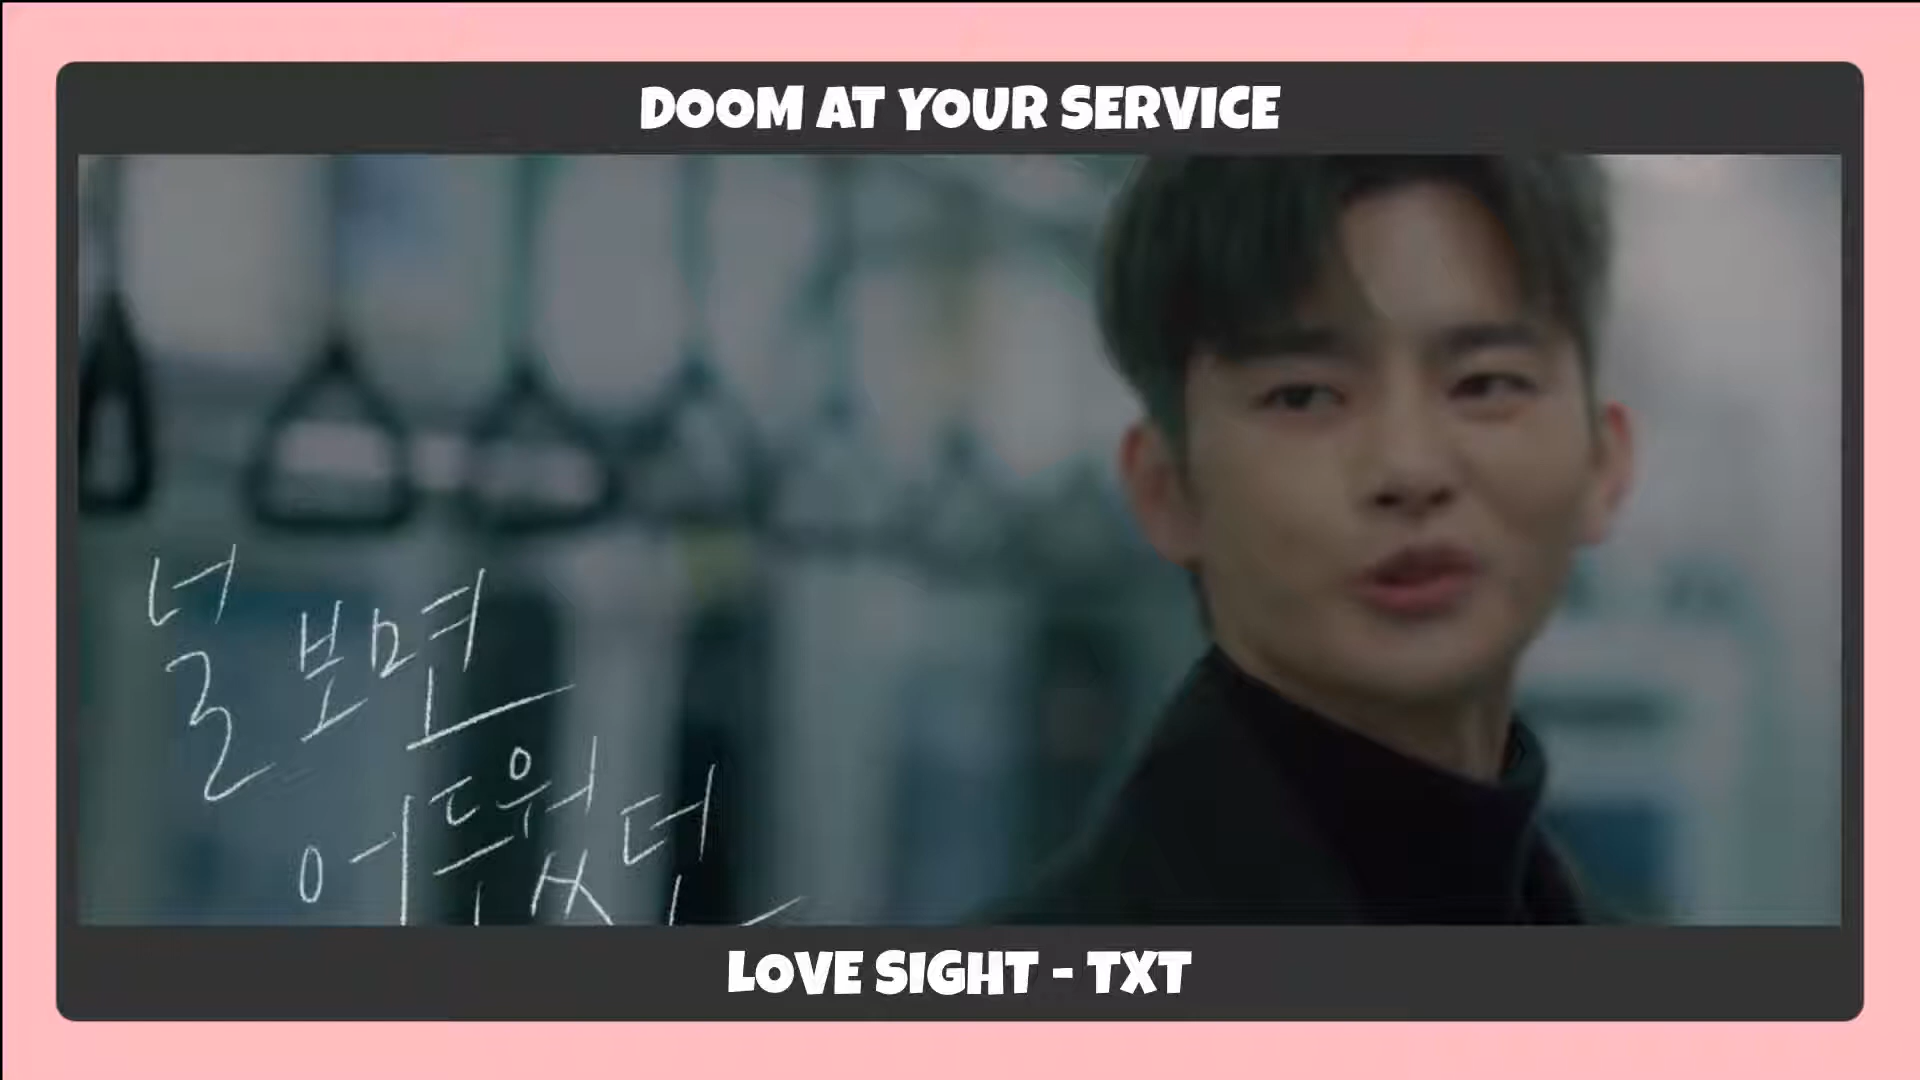 DOOM AT YOUR SERVICE
널 보면
어두웠던
LOVE SIGHT - TXT